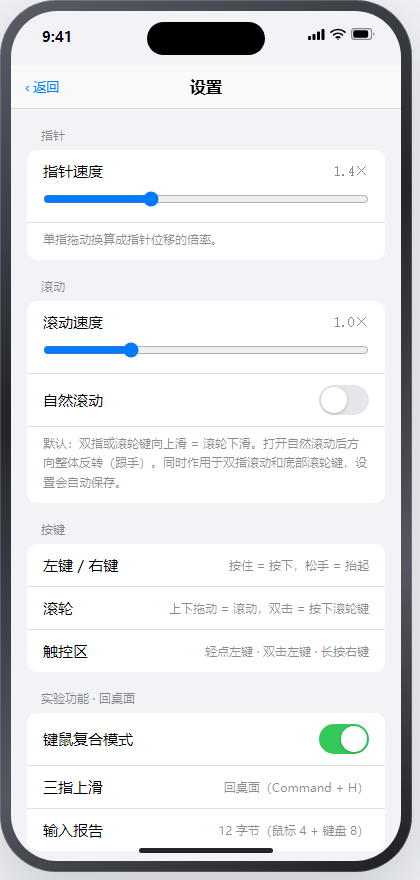 9:41
‹ 返回
设置
指针
指针速度
1.4×
单指拖动换算成指针位移的倍率。
滚动
滚动速度
1.0×
自然滚动
默认：双指或滚轮键向上滑 = 滚轮下滑。打开自然滚动后方
向整体反转（跟手）。同时作用于双指滚动和底部滚轮键，设
置会自动保存。
按键
左键 / 右键
按住 = 按下，松手 = 抬起
滚轮
上下拖动 = 滚动，双击 = 按下滚轮键
触控区
轻点左键 · 双击左键 · 长按右键
实验功能 · 回桌面
键鼠复合模式
三指上滑
回桌面（Command + H）
输入报告
12 字节（鼠标 4 + 键盘 8）